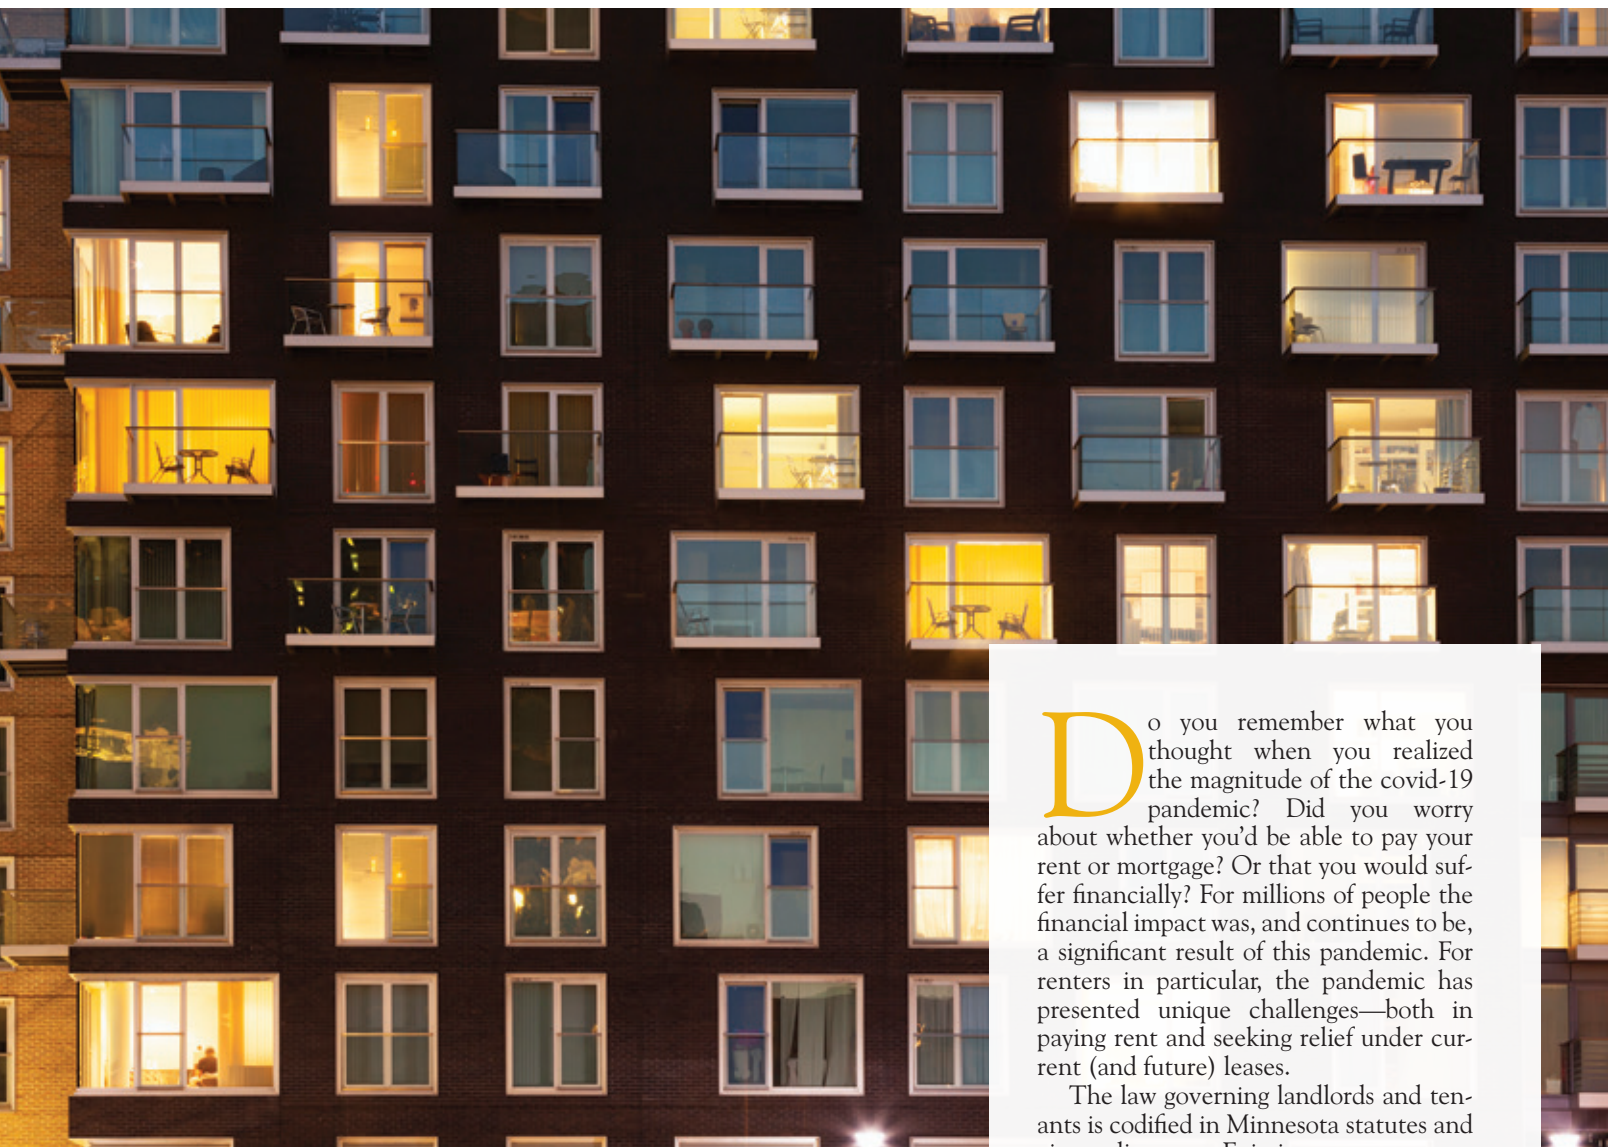 Do you remember what you
thought when you realized
the magnitude of the covid-19
pandemic? Did you worry
about whether you'd be able to pay your
rent or mortgage? Or that you would suf-
fer financially? For millions of people the
financial impact was, and continues to be,
a significant result of this pandemic. For
renters in particular, the pandemic has
presented unique challenges—both in
paying rent and seeking relief under cur-
rent (and future) leases.
The law governing landlords and ten-
ants is codified in Minnesota statutes and